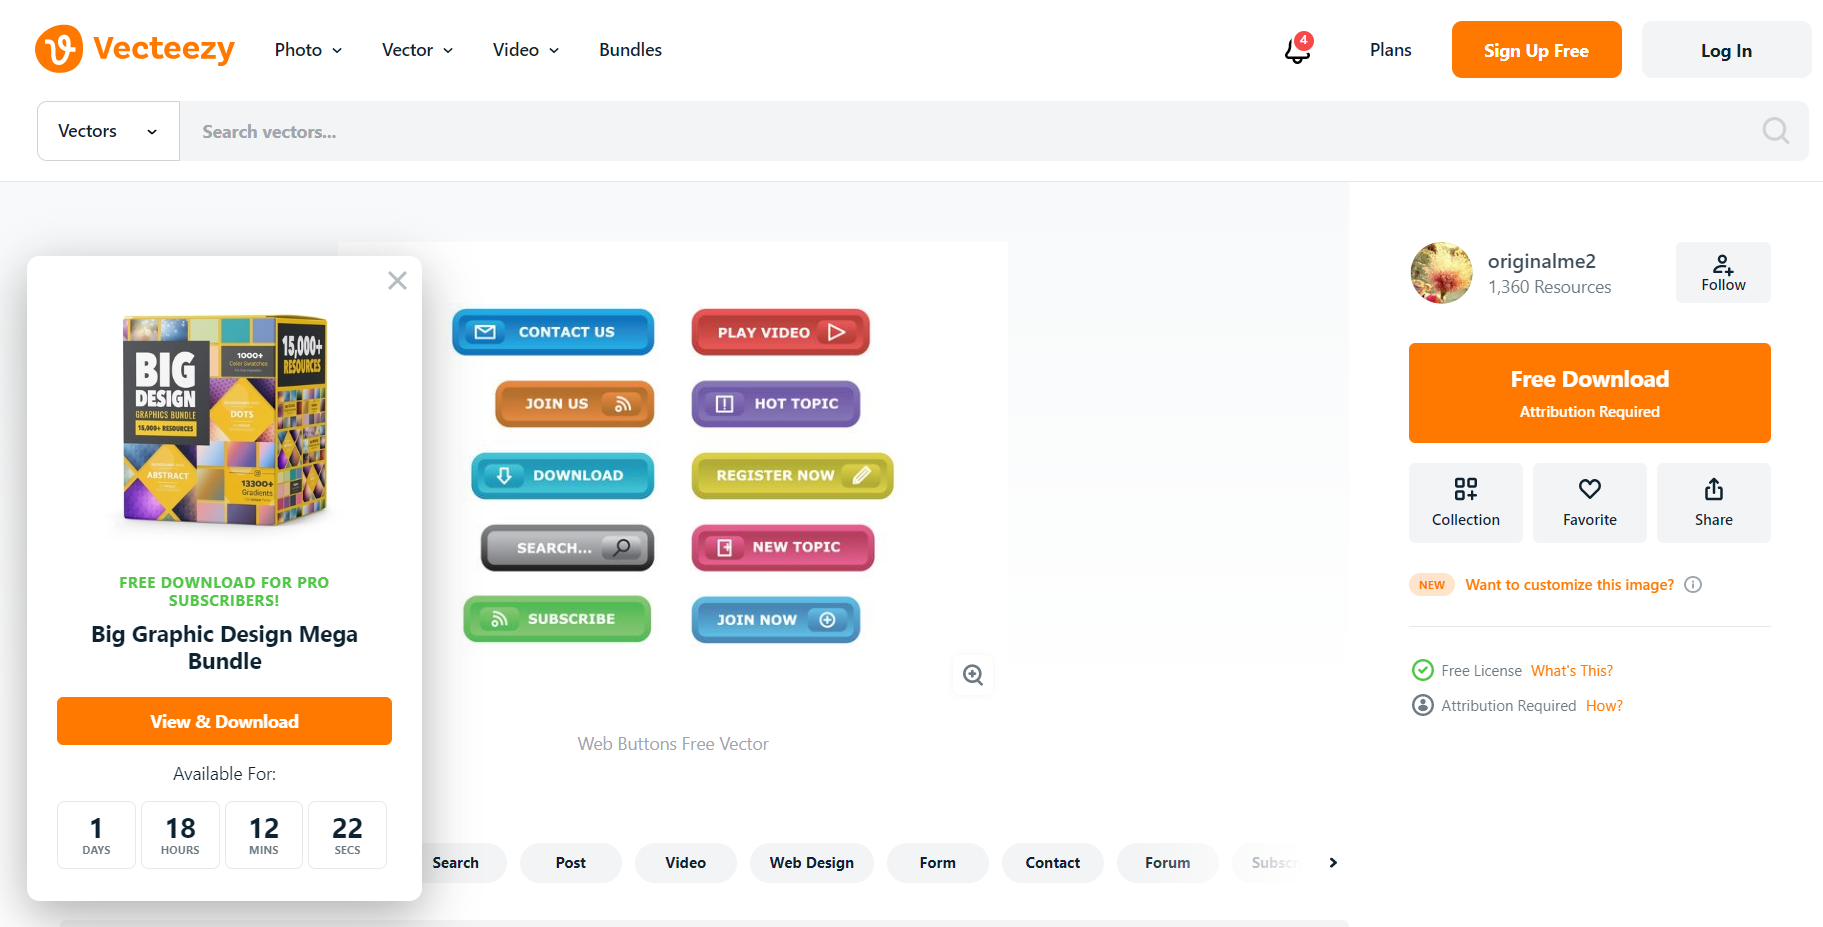 Vecteezy
Photo
Vector
Video
Bundles
4
Plans
Sign Up Free
Log In
Vectors
Search vectors...
CONTACT US
PLAY VIDEO
JOIN US
HOT TOPIC
DOWNLOAD
REGISTER NOW
SEARCH...
NEW TOPIC
SUBSCRIBE
JOIN NOW
Web Buttons Free Vector
BIG
DESIGN
GRAPHICS BUNDLE
15,000+ RESOURCES
1000+
Color Swatches
15,000+
RESOURCES
DOTS
ABSTRACT
13300+
Gradients
FREE DOWNLOAD FOR PRO
SUBSCRIBERS!
Big Graphic Design Mega
Bundle
View & Download
Available For:
1
DAYS
18
HOURS
12
MINS
22
SECS
Search
Post
Video
Web Design
Form
Contact
Forum
Subscr
originalme2
1,360 Resources
Follow
Free Download
Attribution Required
Collection
Favorite
Share
NEW
Want to customize this image?
Free License What's This?
Attribution Required How?